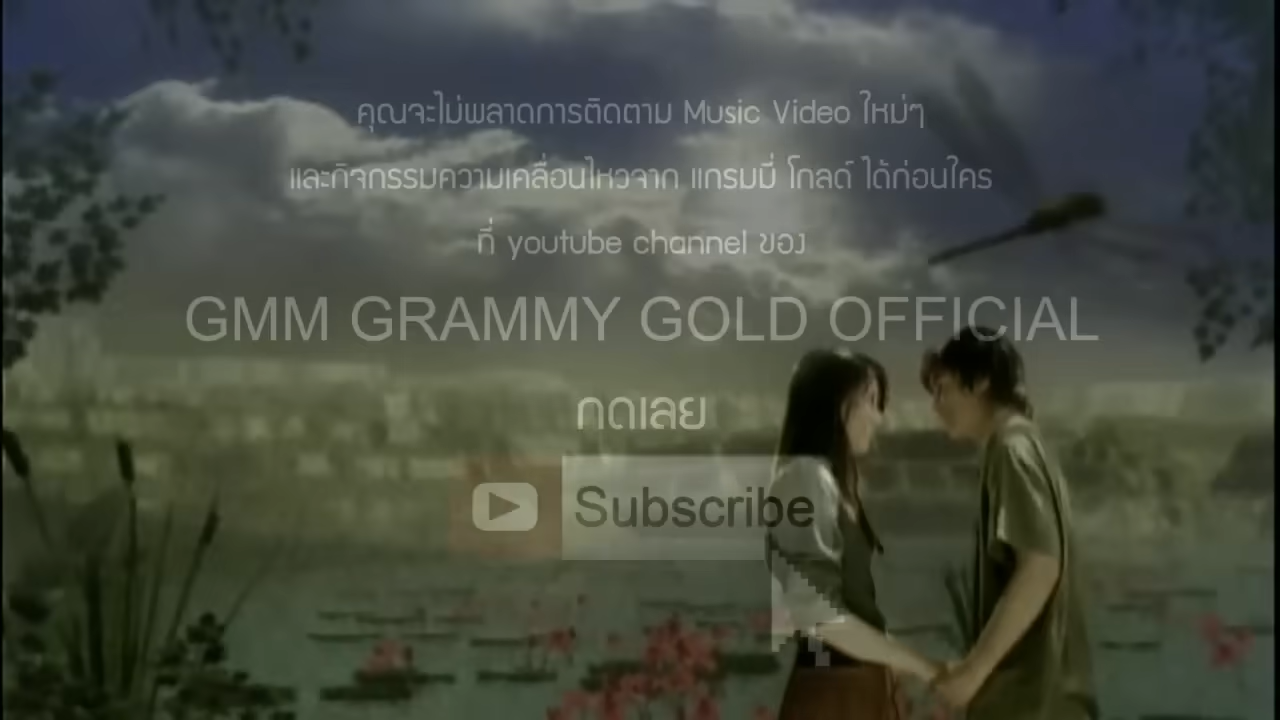 คุณจะไม่พลาดการติดตาม Music Video ใหม่ๆ
และกิจกรรมความเคลื่อนไหวจาก แกรมมี่ โกลด์ ได้ก่อนใคร
ที่ youtube channel ของ
GMM GRAMMY GOLD OFFICIAL
กดเลย
Subscribe